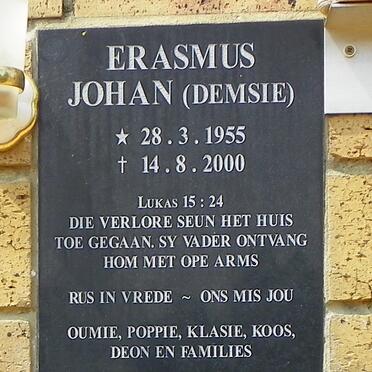 ERASMUS
JOHAN (DEMSIE)
★ 28.3.1955
† 14.8.2000
LUKAS 15:24
DIE VERLORE SEUN HET HUIS
TOE GEGAAN. SY VADER ONTVANG
HOM MET OPE ARMS
RUS IN VREDE ~ ONS MIS JOU
OUMIE, POPPIE, KLASIE, KOOS,
DEON EN FAMILIES